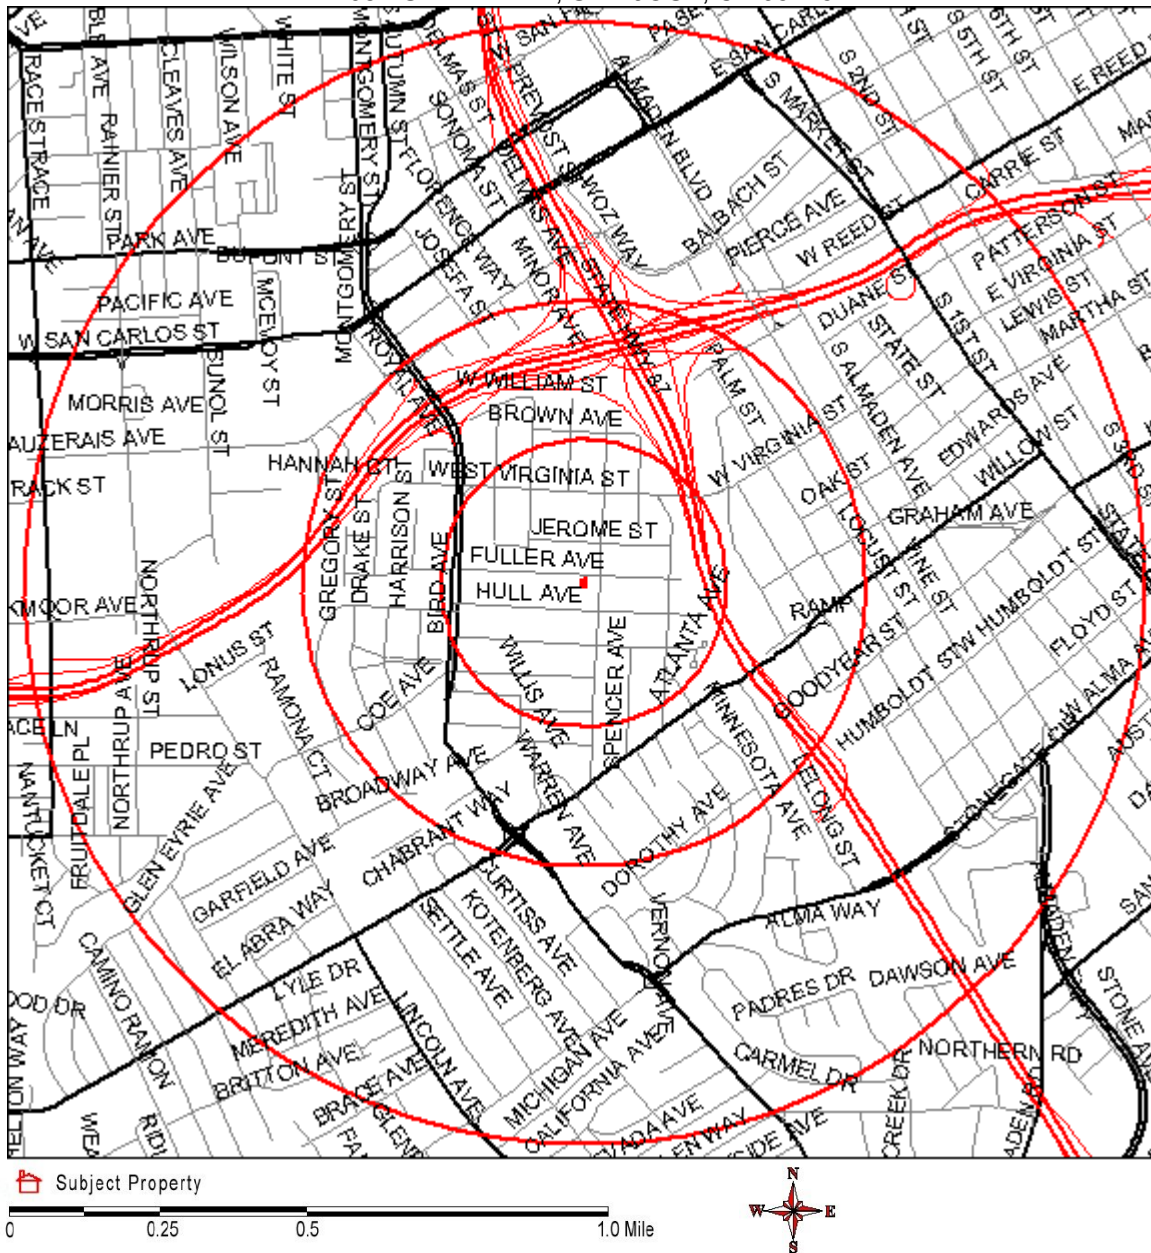 RACE STRACE
CLEAVES AVE
WILSON AVE
WHITE ST
RAINIER ST
MONTGOMERY ST
AUTUMN ST
DELMAS ST
SONOMA ST
ALMADEN BLVD
S MARKET ST
S 2ND ST
S 5TH ST
CARRIE ST
PARK AVE
DUPONT ST
FLORENCE WAY
JOSEFA ST
MINOR AVE
DELMAS AVE
WOZ WAY
BALBACH ST
PIERCE AVE
W REED ST
PATTERSON ST
E VIRGINIA ST
LEWIS ST
MARTHA ST
PACIFIC AVE
MCEVOY ST
MONTGOMERY ST
W SAN CARLOS ST
BUNOL ST
STATE HWY 87
DUANE ST
STATE ST
S 1ST ST
MORRIS AVE
AUZERAIS AVE
W WILLIAM ST
BROWN AVE
PALM ST
S ALMADEN AVE
EDWARDS AVE
WILLOW ST
HANNAH ST
WEST VIRGINIA ST
W VIRGINIA ST
OAK ST
GRAHAM AVE
GREGORY ST
DRAKE ST
HARRISON ST
BIRD AVE
JEROME ST
FULLER AVE
HULL AVE
LOCUST ST
VINE ST
W HUMBOLDT ST
FLOYD ST
NORTHRUP ST
LONUS ST
RAMONA CT
COE AVE
WILLIS AVE
SPENCER AVE
ATLANTA AVE
RAMP
GOODYEAR ST
HUMBOLDT ST
W ALMA AVE
NORTHRUP AVE
PEDRO ST
FRUITDALE PL
NANTUCKET CT
GLEN EYRIE AVE
BROADWAY AVE
WARREN AVE
MINNESOTA AVE
LELONG ST
GARFIELD AVE
CHABRANT WAY
DOROTHY AVE
EL ABRA WAY
CURTISS AVE
KOTENBERG AVE
SETTLE AVE
ALMA WAY
CAMINO RAMON
LYLE DR
MEREDITH AVE
BRITTON AVE
BRACE AVE
LINCOLN AVE
MICHIGAN AVE
CALIFORNIA AVE
PADRES DR
DAWSON AVE
CARMEL DR
NORTHERN RD
STONE AVE
Subject Property
0 0.25 0.5 1.0 Mile
N
W E
S